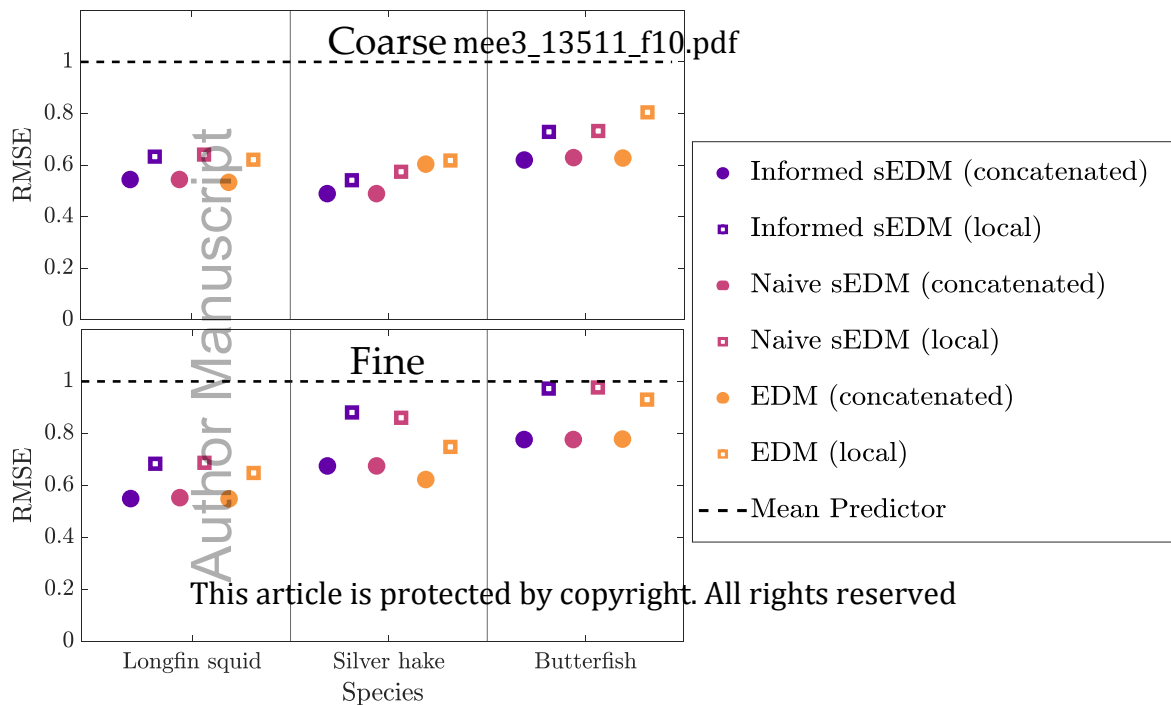 Coarse mee3_13511_f10.pdf
1
0.8
0.6
0.4
0.2
0
RMSE
Fine
1
0.8
0.6
0.4
0.2
0
RMSE
Longfin squid
Silver hake
Butterfish
Species
Informed sEDM (concatenated)
Informed sEDM (local)
Naive sEDM (concatenated)
Naive sEDM (local)
EDM (concatenated)
EDM (local)
Mean Predictor
Author Manuscript
This article is protected by copyright. All rights reserved